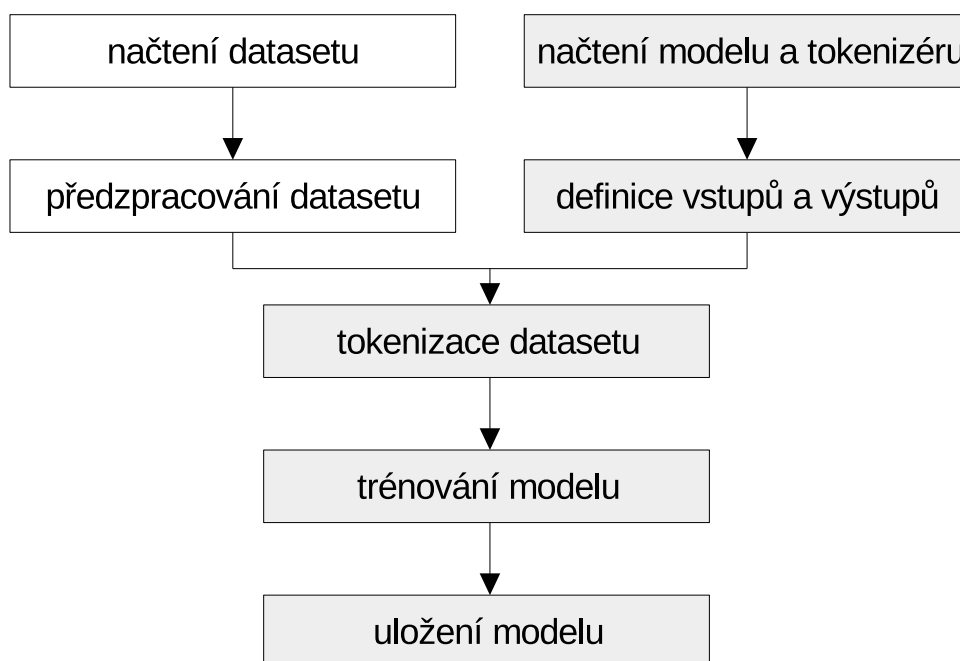 načtení datasetu
načtení modelu a tokenizéru
předzpracování datasetu
definice vstupů a výstupů
tokenizace datasetu
trénování modelu
uložení modelu